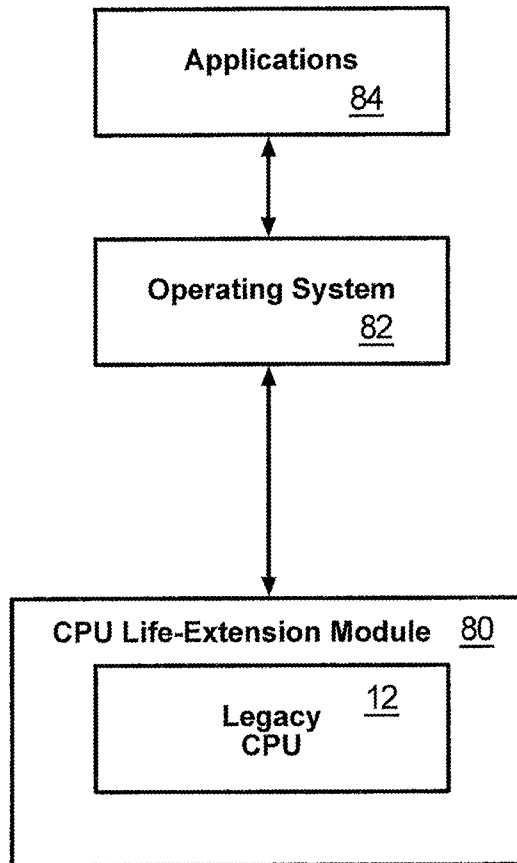 Applications
84
Operating System
82
CPU Life-Extension Module 80
12
Legacy
CPU